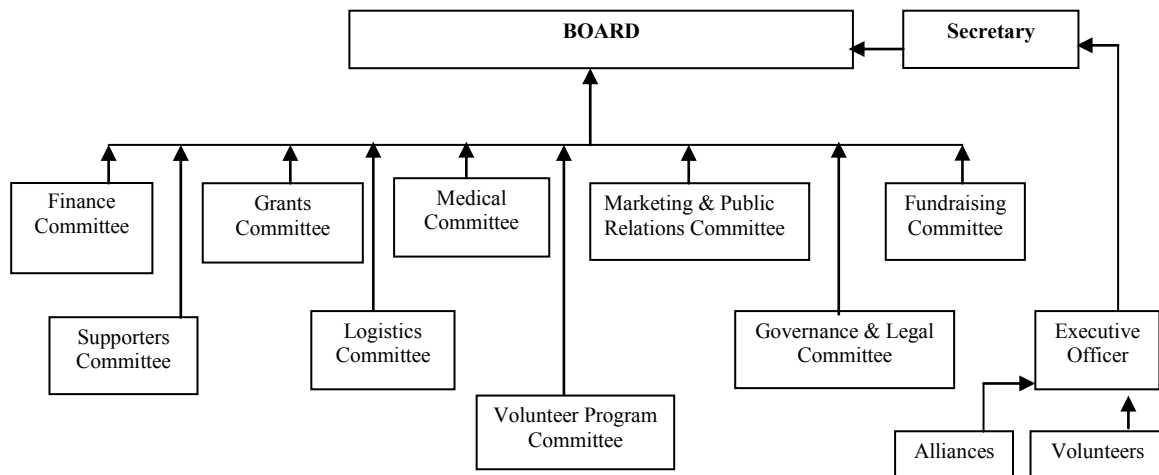 BOARD
Secretary
Finance
Committee
Grants
Committee
Medical
Committee
Marketing & Public
Relations Committee
Fundraising
Committee
Supporters
Committee
Logistics
Committee
Governance & Legal
Committee
Executive
Officer
Volunteer Program
Committee
Alliances
Volunteers